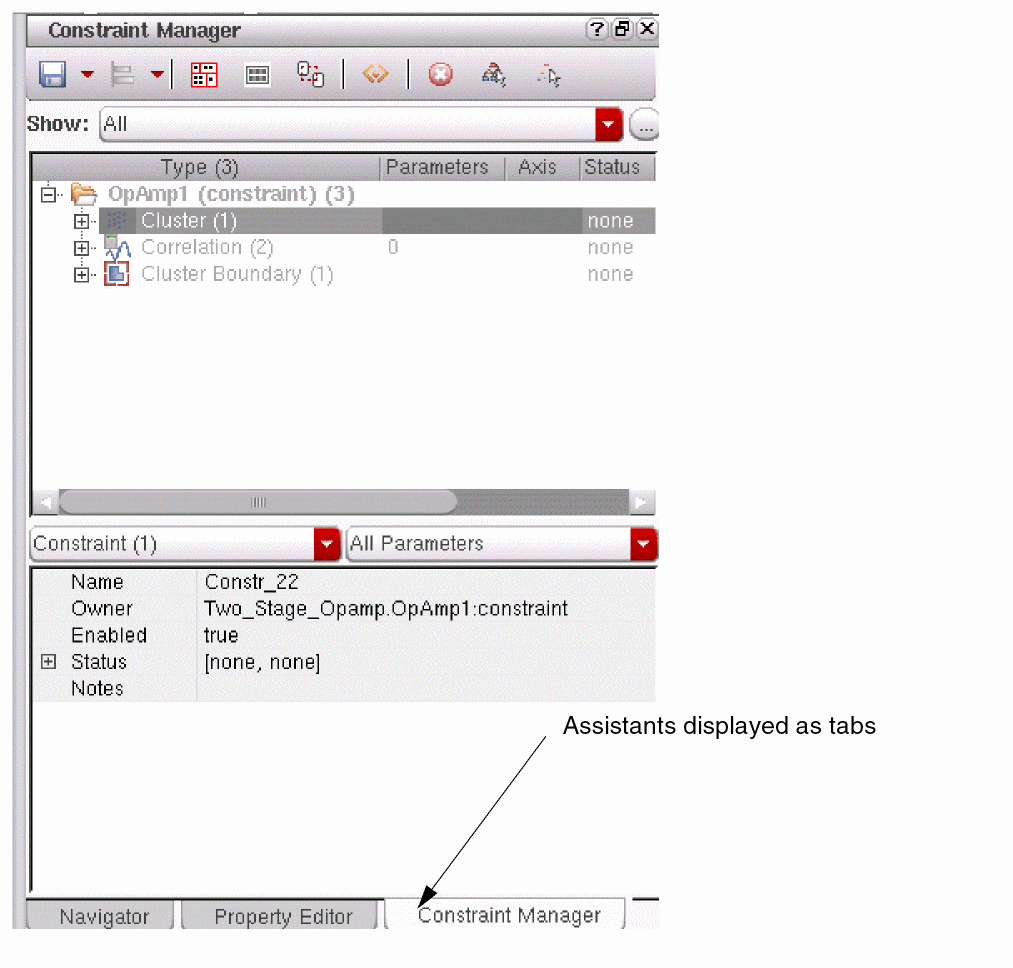 Constraint Manager
Show: All ...
Type (3) Parameters Axis Status
OpAmp1 (constraint) (3)
Cluster (1) none
Correlation (2) 0 none
Cluster Boundary (1) none
Constraint (1) All Parameters
Name Constr_22
Owner Two_Stage_Opamp.OpAmp1:constraint
Enabled true
Status [none, none]
Notes
Assistants displayed as tabs
Navigator Property Editor Constraint Manager